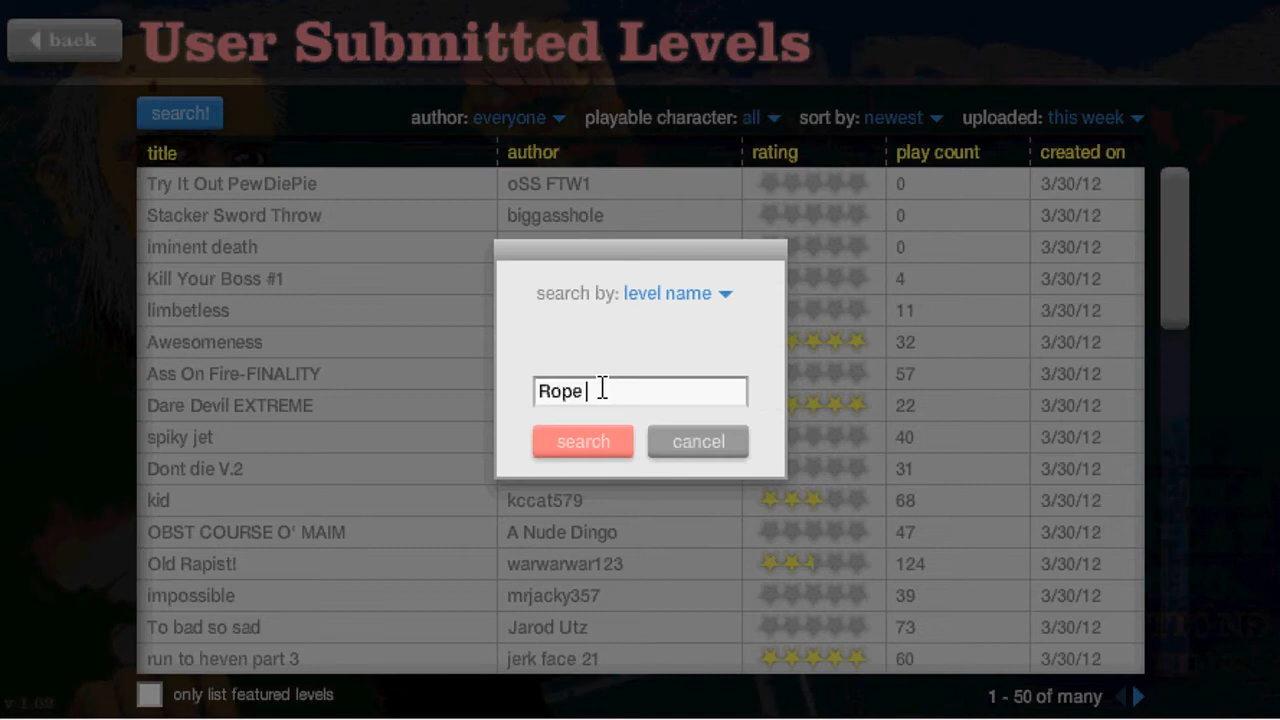 back
User Submitted Levels
search!
author: everyone playable character: all sort by: newest uploaded: this week
title author rating play count created on
Try It Out PewDiePie oSS FTW1 0 3/30/12
Stacker Sword Throw biggasshole 0 3/30/12
iminent death 0 3/30/12
Kill Your Boss #1 4 3/30/12
limbetless 11 3/30/12
Awesomeness 32 3/30/12
Ass On Fire-FINALITY 57 3/30/12
Dare Devil EXTREME 22 3/30/12
spiky jet 40 3/30/12
Dont die V.2 31 3/30/12
kid kccat579 68 3/30/12
OBST COURSE O' MAIM A Nude Dingo 47 3/30/12
Old Rapist! warwarwar123 124 3/30/12
impossible mrjacky357 39 3/30/12
To bad so sad Jarod Utz 73 3/30/12
run to heven part 3 jerk face 21 60 3/30/12
search by: level name
Rope
search cancel
only list featured levels
1 - 50 of many